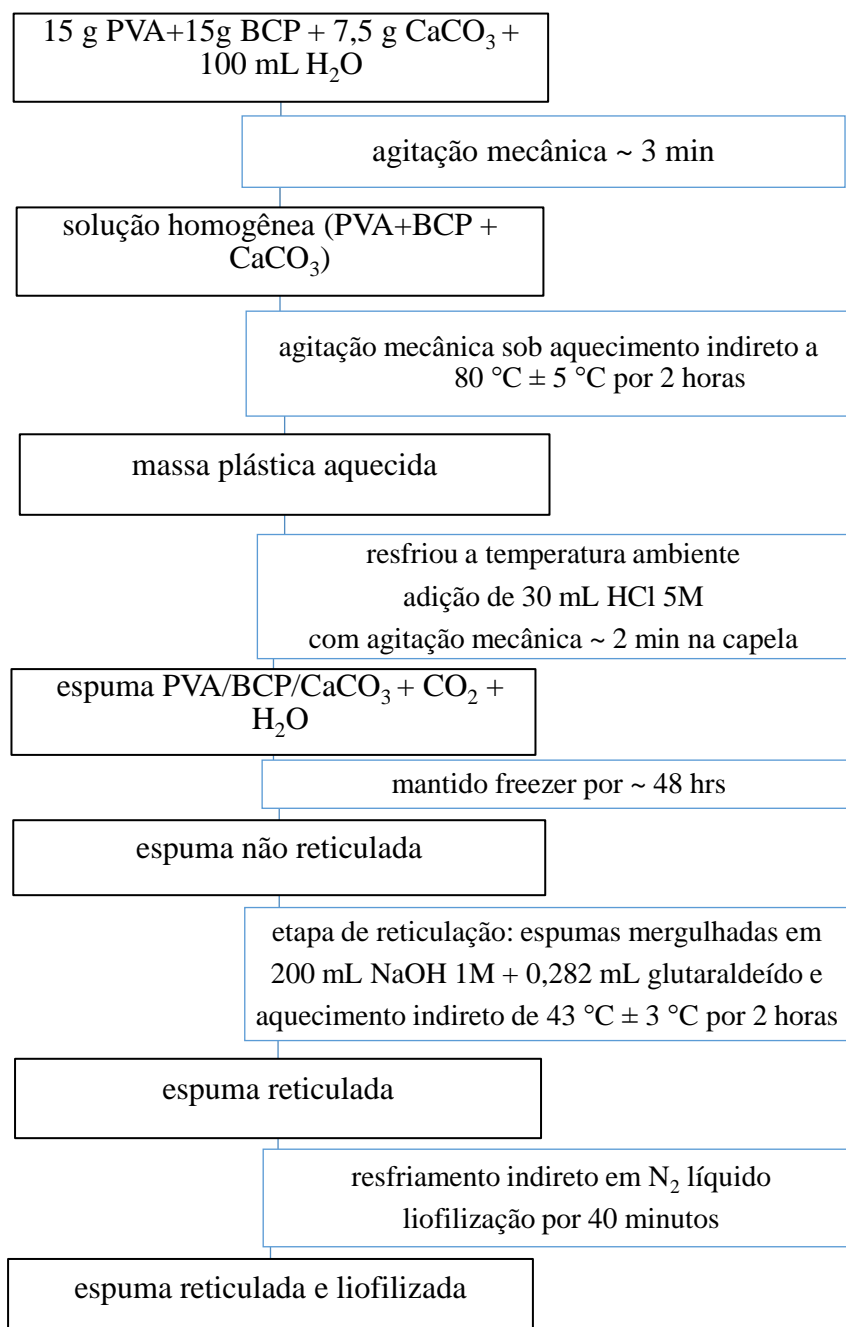 15 g PVA+15g BCP + 7,5 g CaCO₃ +
100 mL H₂O
agitação mecânica ~ 3 min
solução homogênea (PVA+BCP +
CaCO₃)
agitação mecânica sob aquecimento indireto a
80 °C ± 5 °C por 2 horas
massa plástica aquecida
resfriou a temperatura ambiente
adição de 30 mL HCl 5M
com agitação mecânica ~ 2 min na capela
espuma PVA/BCP/CaCO₃ + CO₂ +
H₂O
mantido freezer por ~ 48 hrs
espuma não reticulada
etapa de reticulação: espumas mergulhadas em
200 mL NaOH 1M + 0,282 mL glutaraldeído e
aquecimento indireto de 43 °C ± 3 °C por 2 horas
espuma reticulada
resfriamento indireto em N₂ líquido
liofilização por 40 minutos
espuma reticulada e liofilizada